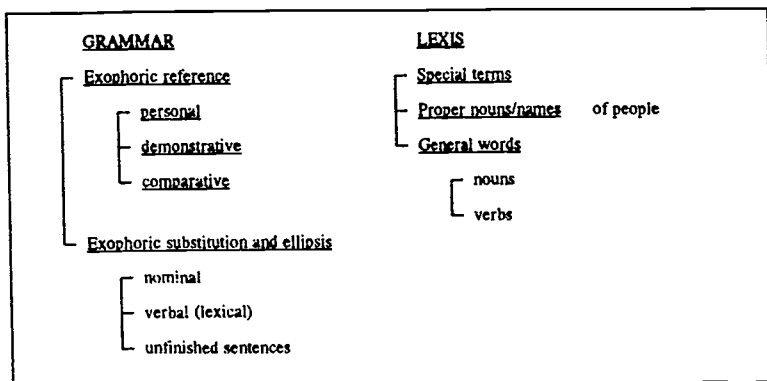 GRAMMAR
Exophoric reference
personal
demonstrative
comparative
Exophoric substitution and ellipsis
nominal
verbal (lexical)
unfinished sentences
LEXIS
Special terms
Proper nouns/names of people
General words
nouns
verbs